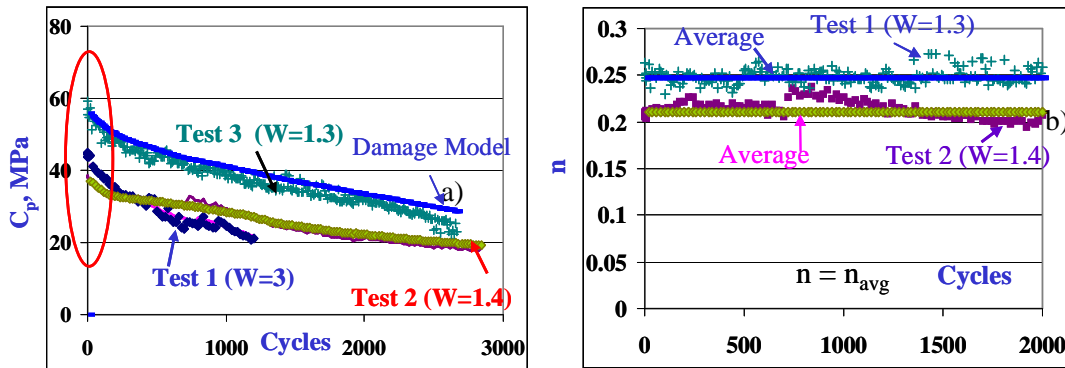 80
60
40
20
0
C_p, MPa
Test 3 (W=1.3)
Damage Model
a)
Test 1 (W=3)
Test 2 (W=1.4)
Cycles
0
1000
2000
3000
0.3
0.25
0.2
0.15
0.1
0.05
0
n
Average
Test 1 (W=1.3)
b)
Average
Test 2 (W=1.4)
n = n_avg
Cycles
0
500
1000
1500
2000